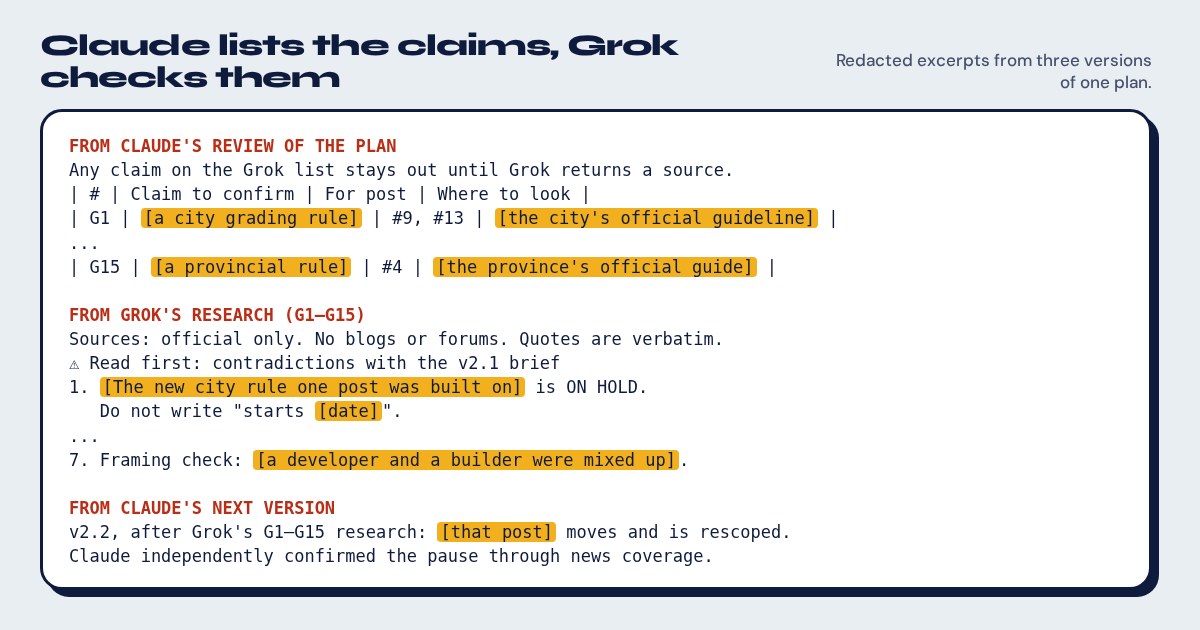 Claude lists the claims, Grok
checks them
Redacted excerpts from three versions
of one plan.
FROM CLAUDE'S REVIEW OF THE PLAN
Any claim on the Grok list stays out until Grok returns a source.
| # | Claim to confirm | For post | Where to look |
| G1 | [a city grading rule] | #9, #13 | [the city's official guideline] |
...
| G15 | [a provincial rule] | #4 | [the province's official guide] |
FROM GROK'S RESEARCH (G1–G15)
Sources: official only. No blogs or forums. Quotes are verbatim.
⚠ Read first: contradictions with the v2.1 brief
1. [The new city rule one post was built on] is ON HOLD.
Do not write "starts [date]".
...
7. Framing check: [a developer and a builder were mixed up].
FROM CLAUDE'S NEXT VERSION
v2.2, after Grok's G1–G15 research: [that post] moves and is rescoped.
Claude independently confirmed the pause through news coverage.